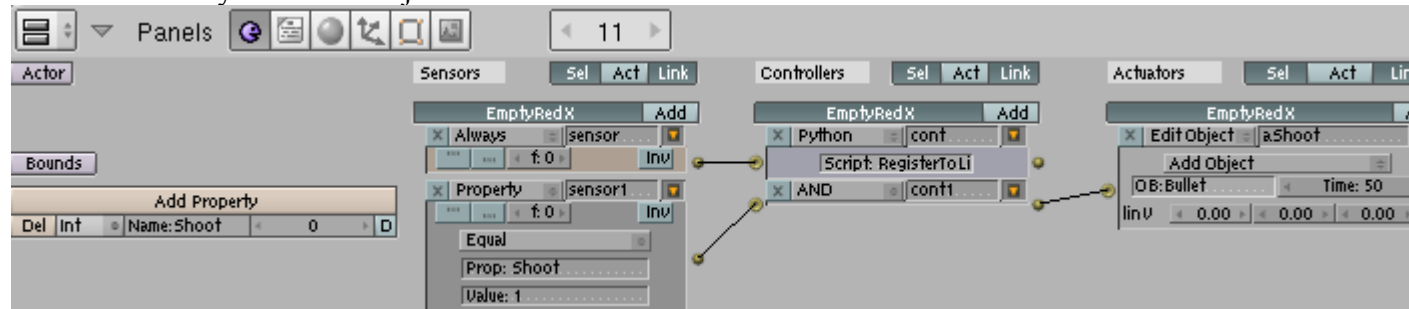 Panels 11
Actor Sensors Sel Act Link Controllers Sel Act Link Actuators Sel Act
EmptyRedX Add EmptyRedX Add EmptyRedX
X Always sensor X Python cont X Edit Object aShoot
f:0 Inv Script: RegisterToLi Add Object
Bounds X Property sensor1 X AND cont1 OB:Bullet Time: 50
Add Property f:0 Inv linV 0.00 0.00 0.00
Del Int Name:Shoot 0 D Equal
Prop: Shoot
Value: 1